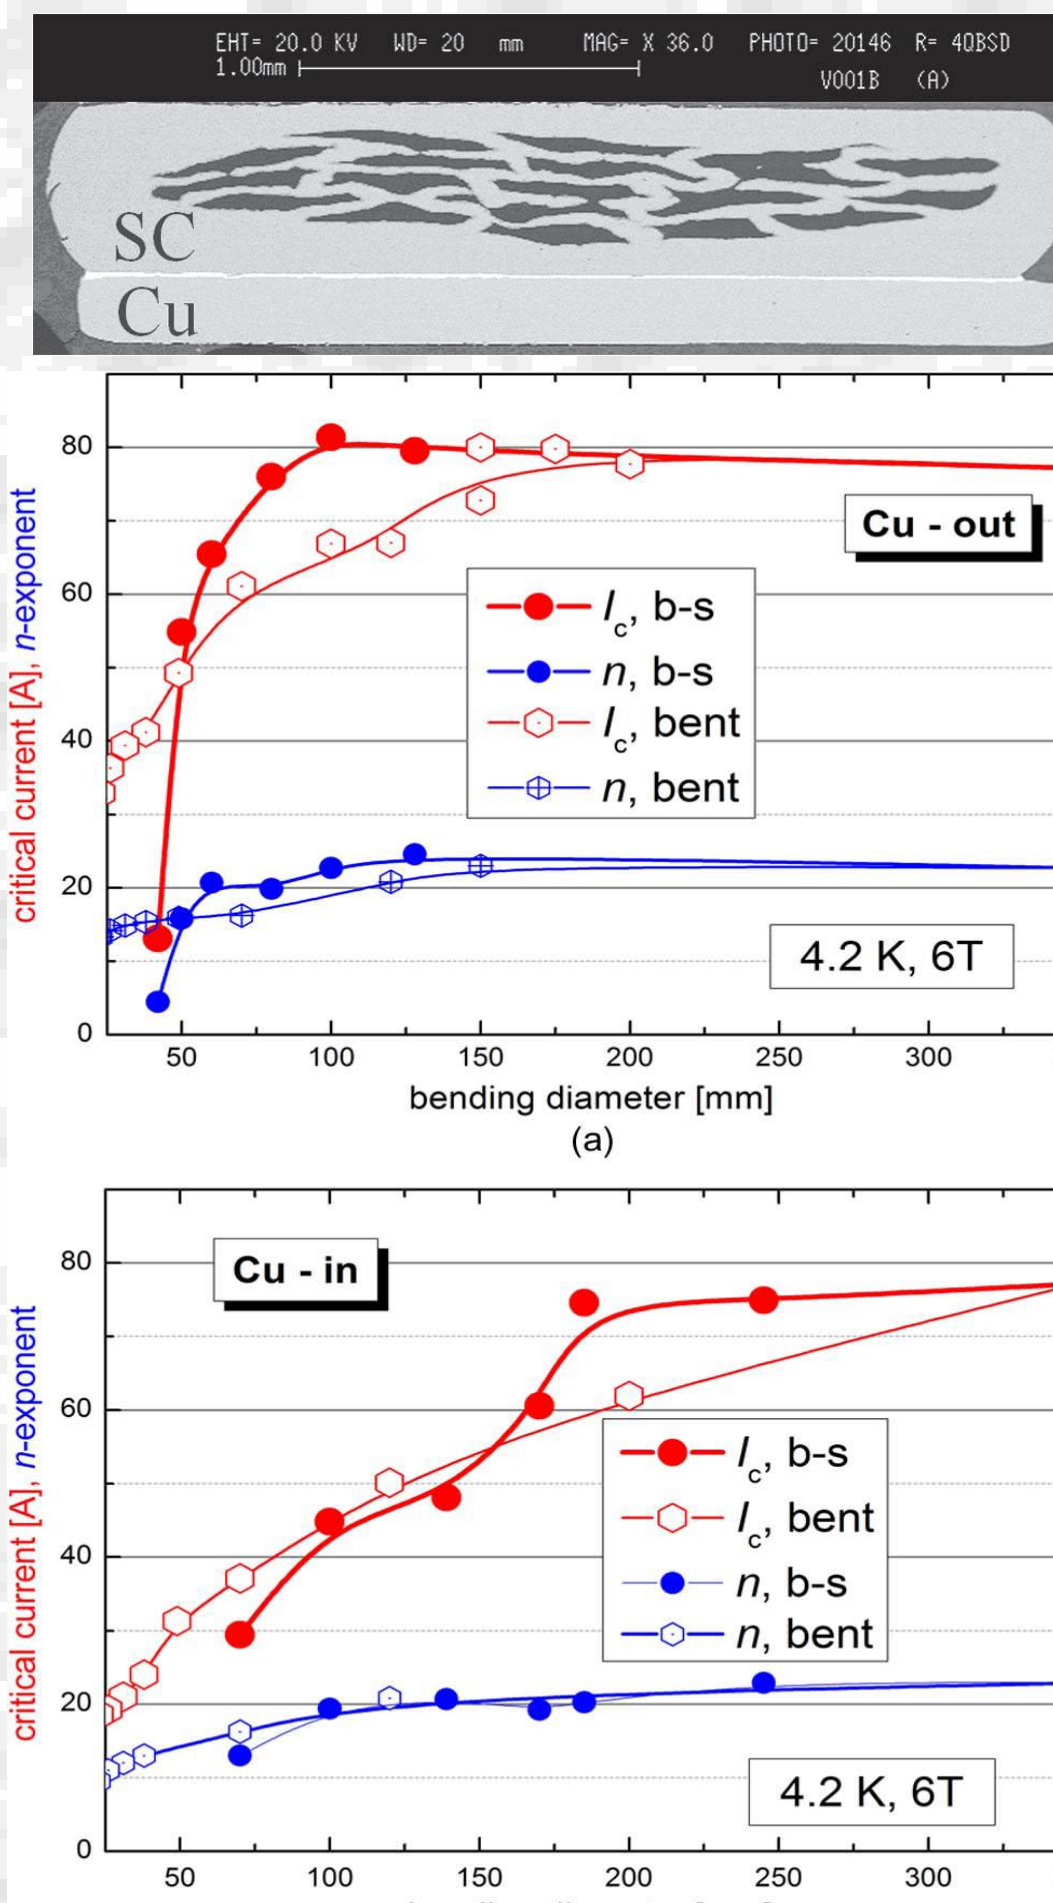 EHT= 20.0 KV WD= 20 mm MAG= X 36.0 PHOTO= 20146 R= 4QBSD
1.00mm V001B (A)
SC
Cu
critical current [A], n-exponent
80
60
40
20
0
Cu - out
Ic, b-s
n, b-s
Ic, bent
n, bent
4.2 K, 6T
50 100 150 200 250 300
bending diameter [mm]
(a)
critical current [A], n-exponent
80
60
40
20
0
Cu - in
Ic, b-s
Ic, bent
n, b-s
n, bent
4.2 K, 6T
50 100 150 200 250 300